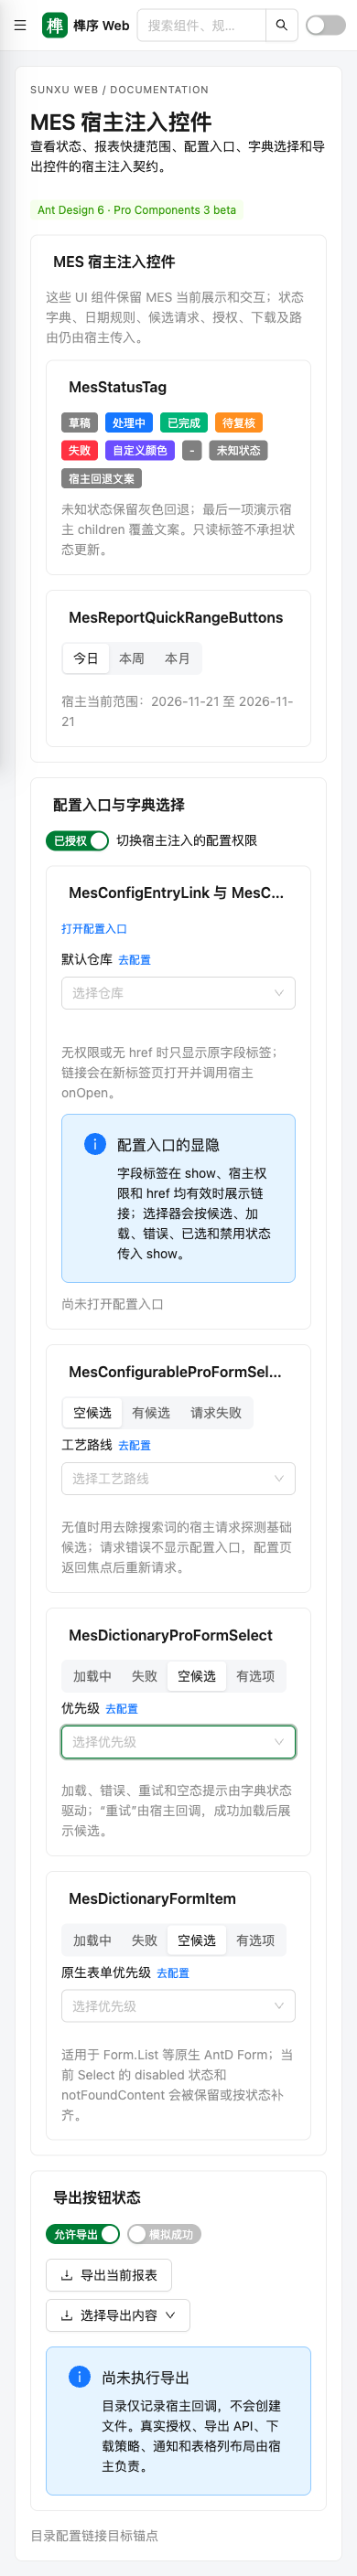 榫 榫序 Web 搜索组件、规...
SUNXU WEB / DOCUMENTATION
MES 宿主注入控件
查看状态、报表快捷范围、配置入口、字典选择和导
出控件的宿主注入契约。
Ant Design 6 · Pro Components 3 beta
MES 宿主注入控件
这些 UI 组件保留 MES 当前展示和交互；状态
字典、日期规则、候选请求、授权、下载及路
由仍由宿主传入。
MesStatusTag
草稿 处理中 已完成 待复核
失败 自定义颜色 - 未知状态
宿主回退文案
未知状态保留灰色回退；最后一项演示宿
主 children 覆盖文案。只读标签不承担状
态更新。
MesReportQuickRangeButtons
今日 本周 本月
宿主当前范围：2026-11-21 至 2026-11-
21
配置入口与字典选择
已授权 切换宿主注入的配置权限
MesConfigEntryLink 与 MesC...
打开配置入口
默认仓库 去配置
选择仓库
无权限或无 href 时只显示原字段标签；
链接会在新标签页打开并调用宿主
onOpen。
配置入口的显隐
字段标签在 show、宿主权
限和 href 均有效时展示链
接；选择器会按候选、加
载、错误、已选和禁用状态
传入 show。
尚未打开配置入口
MesConfigurableProFormSel...
空候选 有候选 请求失败
工艺路线 去配置
选择工艺路线
无值时用去除搜索词的宿主请求探测基础
候选；请求错误不显示配置入口，配置页
返回焦点后重新请求。
MesDictionaryProFormSelect
加载中 失败 空候选 有选项
优先级 去配置
选择优先级
加载、错误、重试和空态提示由字典状态
驱动；“重试”由宿主回调，成功加载后展
示候选。
MesDictionaryFormItem
加载中 失败 空候选 有选项
原生表单优先级 去配置
选择优先级
适用于 Form.List 等原生 AntD Form；当
前 Select 的 disabled 状态和
notFoundContent 会被保留或按状态补
齐。
导出按钮状态
允许导出 模拟成功
导出当前报表
选择导出内容
尚未执行导出
目录仅记录宿主回调，不会创建
文件。真实授权、导出 API、下
载策略、通知和表格列布局由宿
主负责。
目录配置链接目标锚点